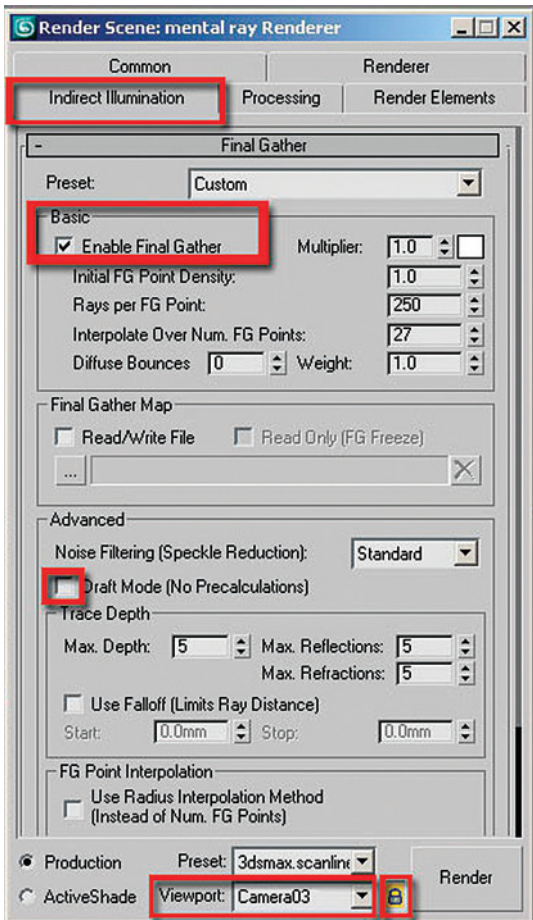 Render Scene: mental ray Renderer
Common Renderer
Indirect Illumination Processing Render Elements
- Final Gather
Preset: Custom
Basic
Enable Final Gather Multiplier: 1.0
Initial FG Point Density: 1.0
Rays per FG Point: 250
Interpolate Over Num. FG Points: 27
Diffuse Bounces 0 Weight: 1.0
Final Gather Map
Read/Write File Read Only (FG Freeze)
...
Advanced
Noise Filtering (Speckle Reduction): Standard
Draft Mode (No Precalculations)
Trace Depth
Max. Depth: 5 Max. Reflections: 5
Max. Refractions: 5
Use Falloff (Limits Ray Distance)
Start: 0.0mm Stop: 0.0mm
FG Point Interpolation
Use Radius Interpolation Method
(Instead of Num. FG Points)
Production Preset: 3dsmax.scanline
Render
ActiveShade Viewport: Camera03